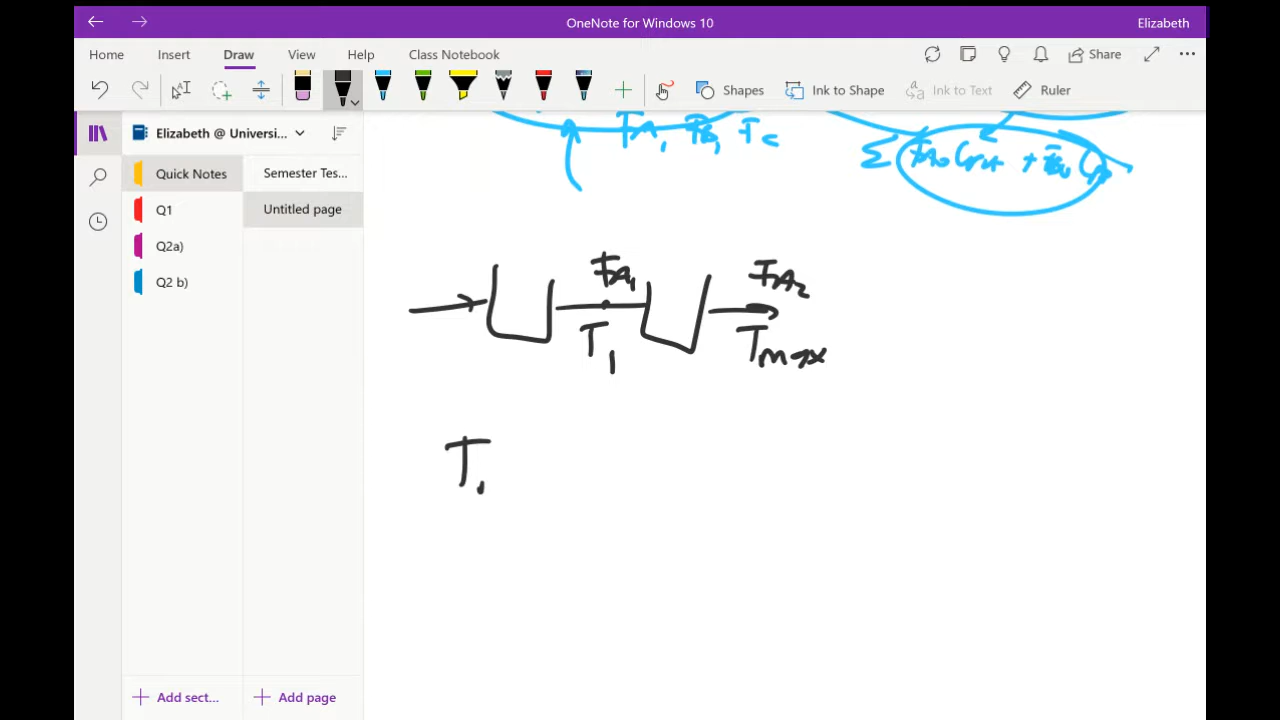 OneNote for Windows 10
Elizabeth
Home Insert Draw View Help Class Notebook Share
Shapes Ink to Shape Ink to Text Ruler
Elizabeth @ Universi...
Quick Notes
Q1
Q2a)
Q2 b)
Semester Tes...
Untitled page
Add sect...
Add page
FA, FB, FC
Σ
FA1
FA2
T1
Tmax
T1